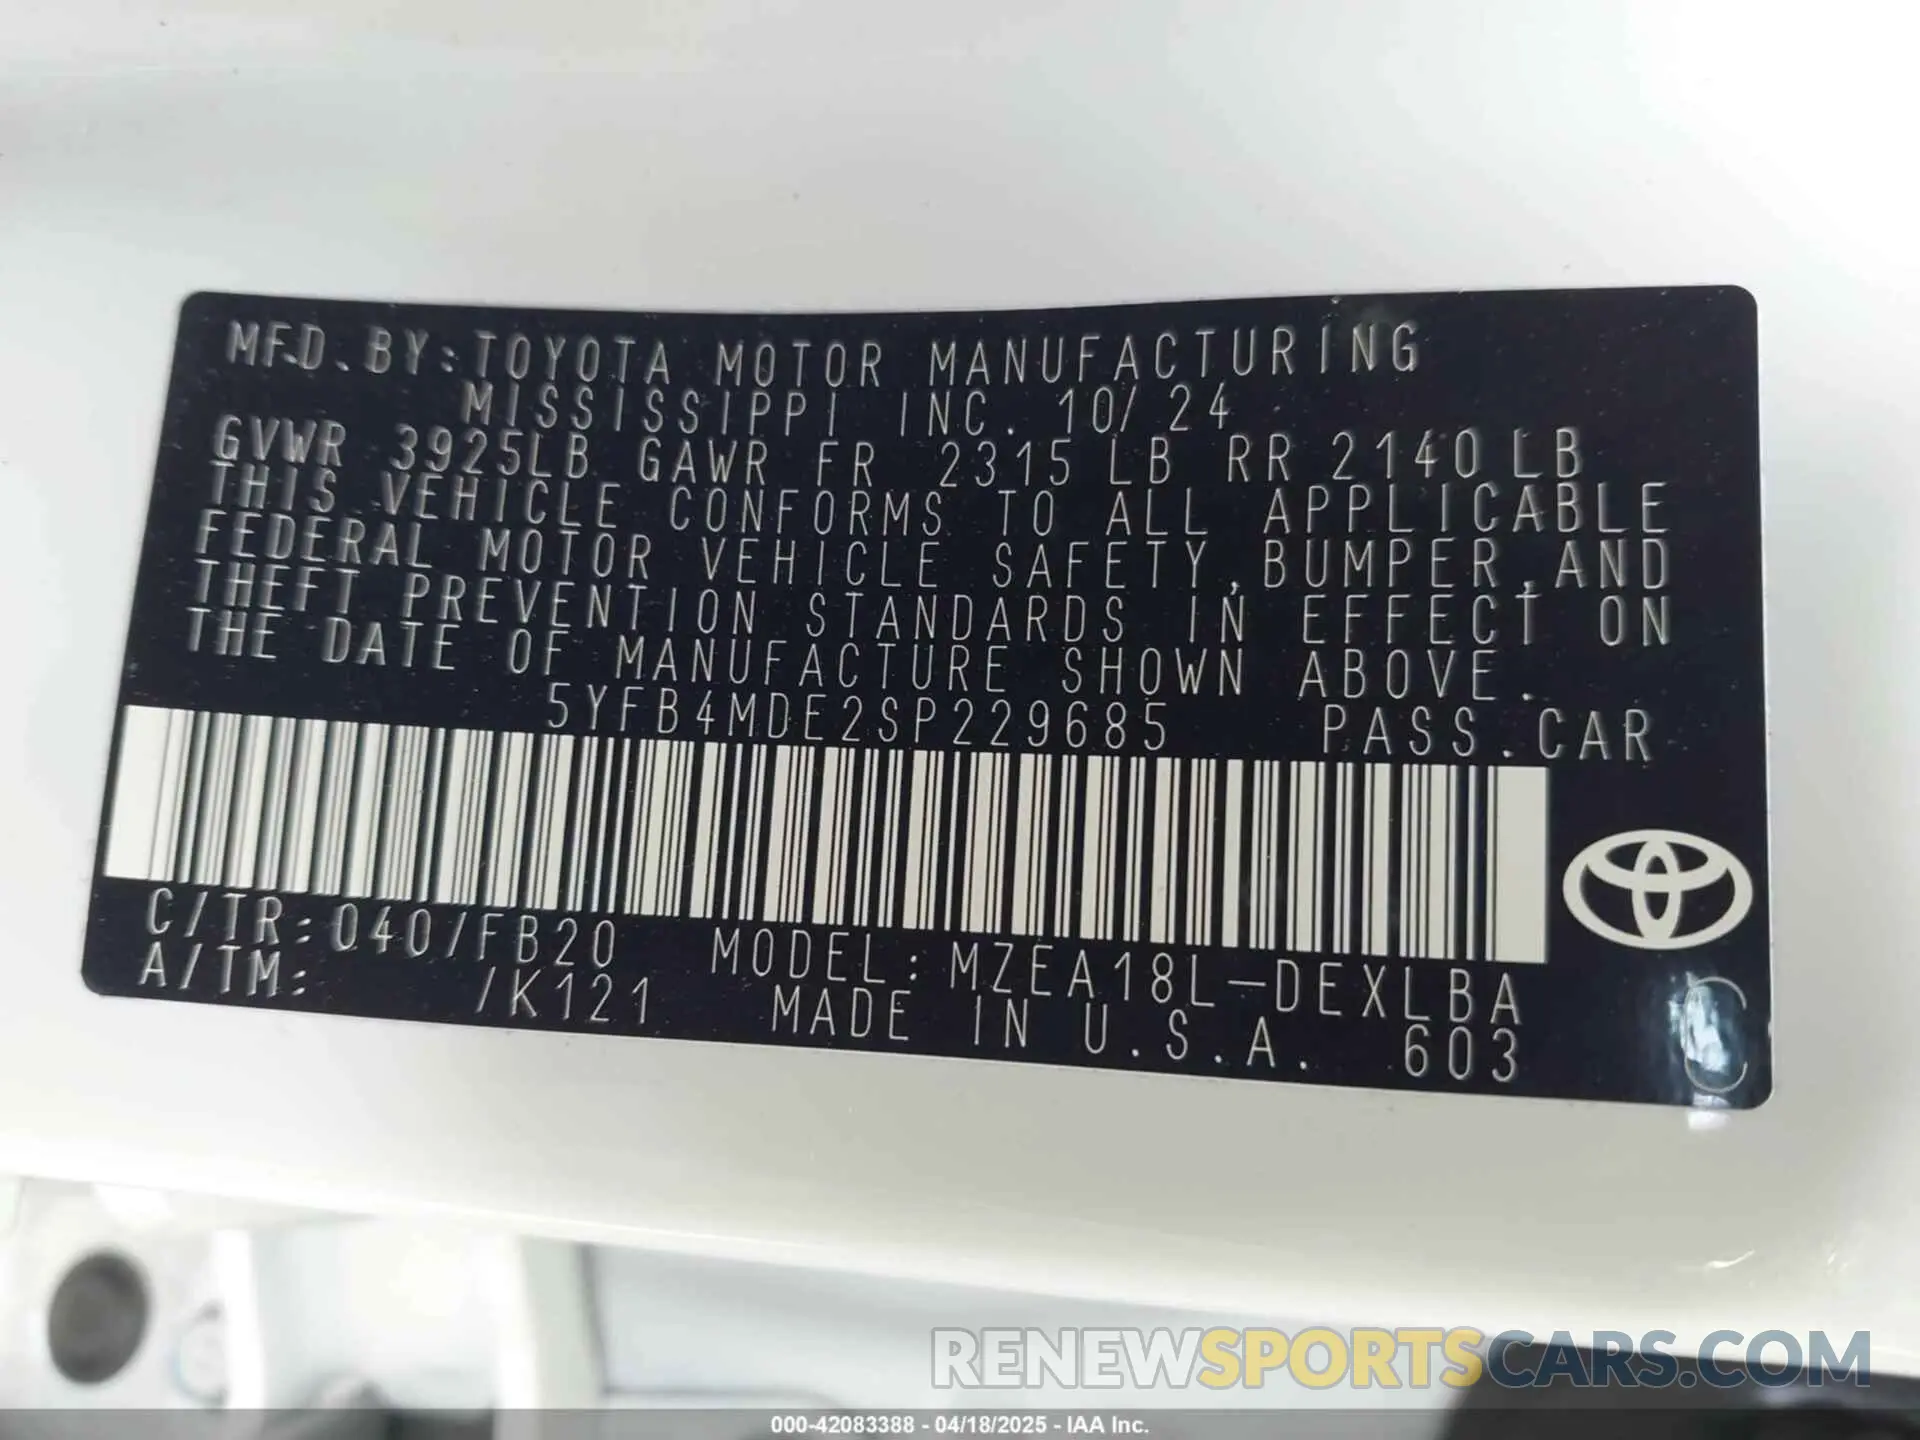 MFD.BY:TOYOTA MOTOR MANUFACTURING
MISSISSIPPI INC. 10/24
GVWR 3925LB GAWR FR 2315LB RR 2140LB
THIS VEHICLE CONFORMS TO ALL APPLICABLE
FEDERAL MOTOR VEHICLE SAFETY,BUMPER,AND
THEFT PREVENTION STANDARDS IN EFFECT ON
THE DATE OF MANUFACTURE SHOWN ABOVE.
5YFB4MDE2SP229685 PASS.CAR
C/TR:040/FB20 MODEL:MZEA18L-DEXLBA
A/TM: /K121 MADE IN U.S.A. 603
C
RENEWSPORTSCARS.COM
000-42083388 - 04/18/2025 - IAA Inc.